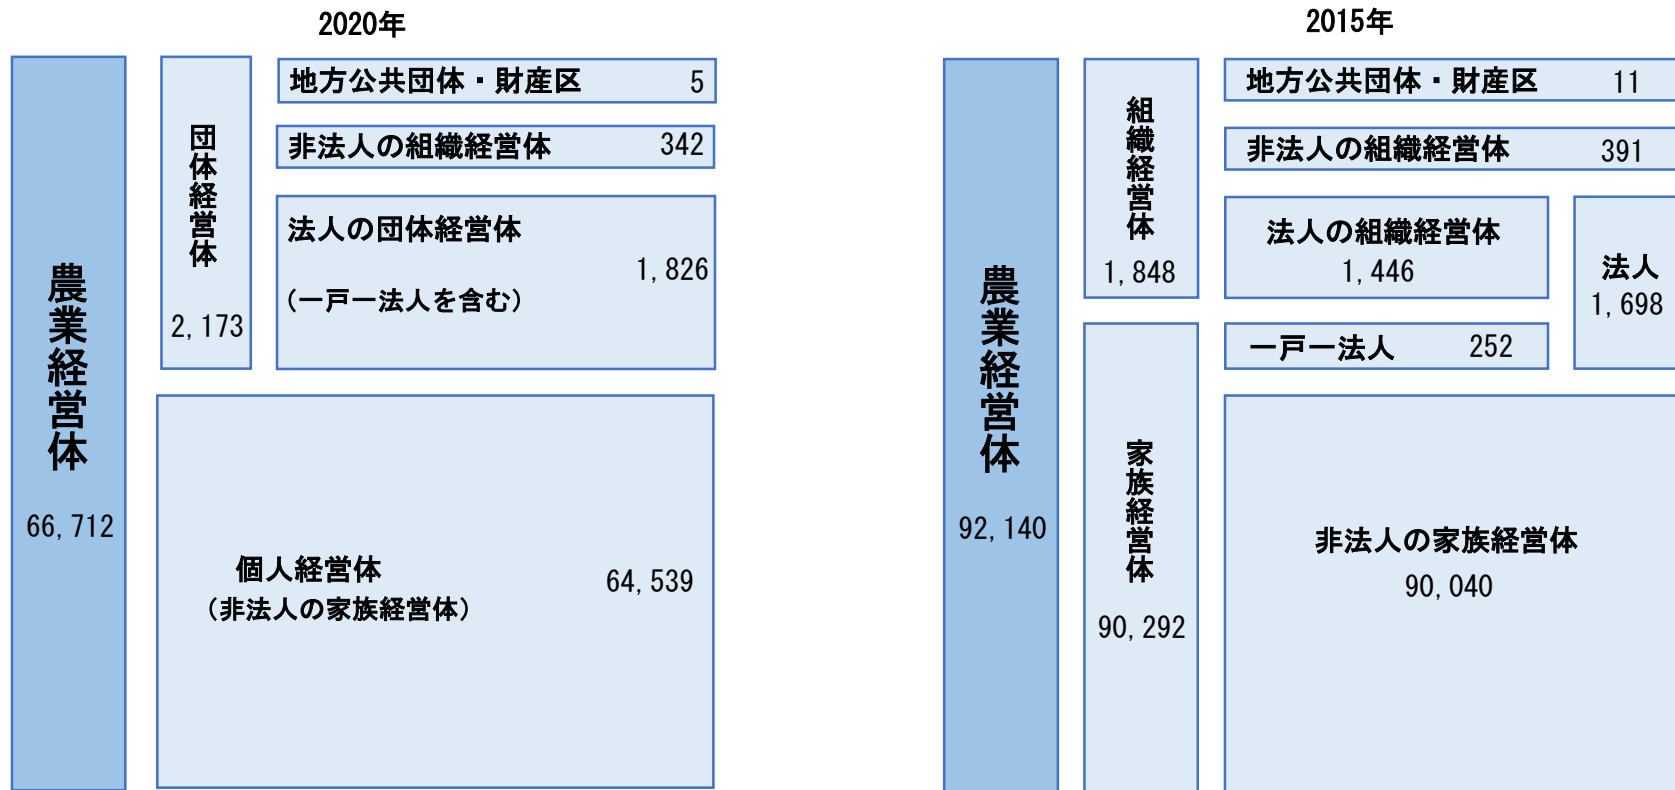 2020年
農業経営体
66,712
団体経営体
2,173
地方公共団体・財産区 5
非法人の組織経営体 342
法人の団体経営体
1,826
(一戸一法人を含む)
個人経営体
(非法人の家族経営体)
64,539
2015年
農業経営体
92,140
組織経営体
1,848
家族経営体
90,292
地方公共団体・財産区 11
非法人の組織経営体 391
法人の組織経営体
1,446
一戸一法人 252
法人
1,698
非法人の家族経営体
90,040